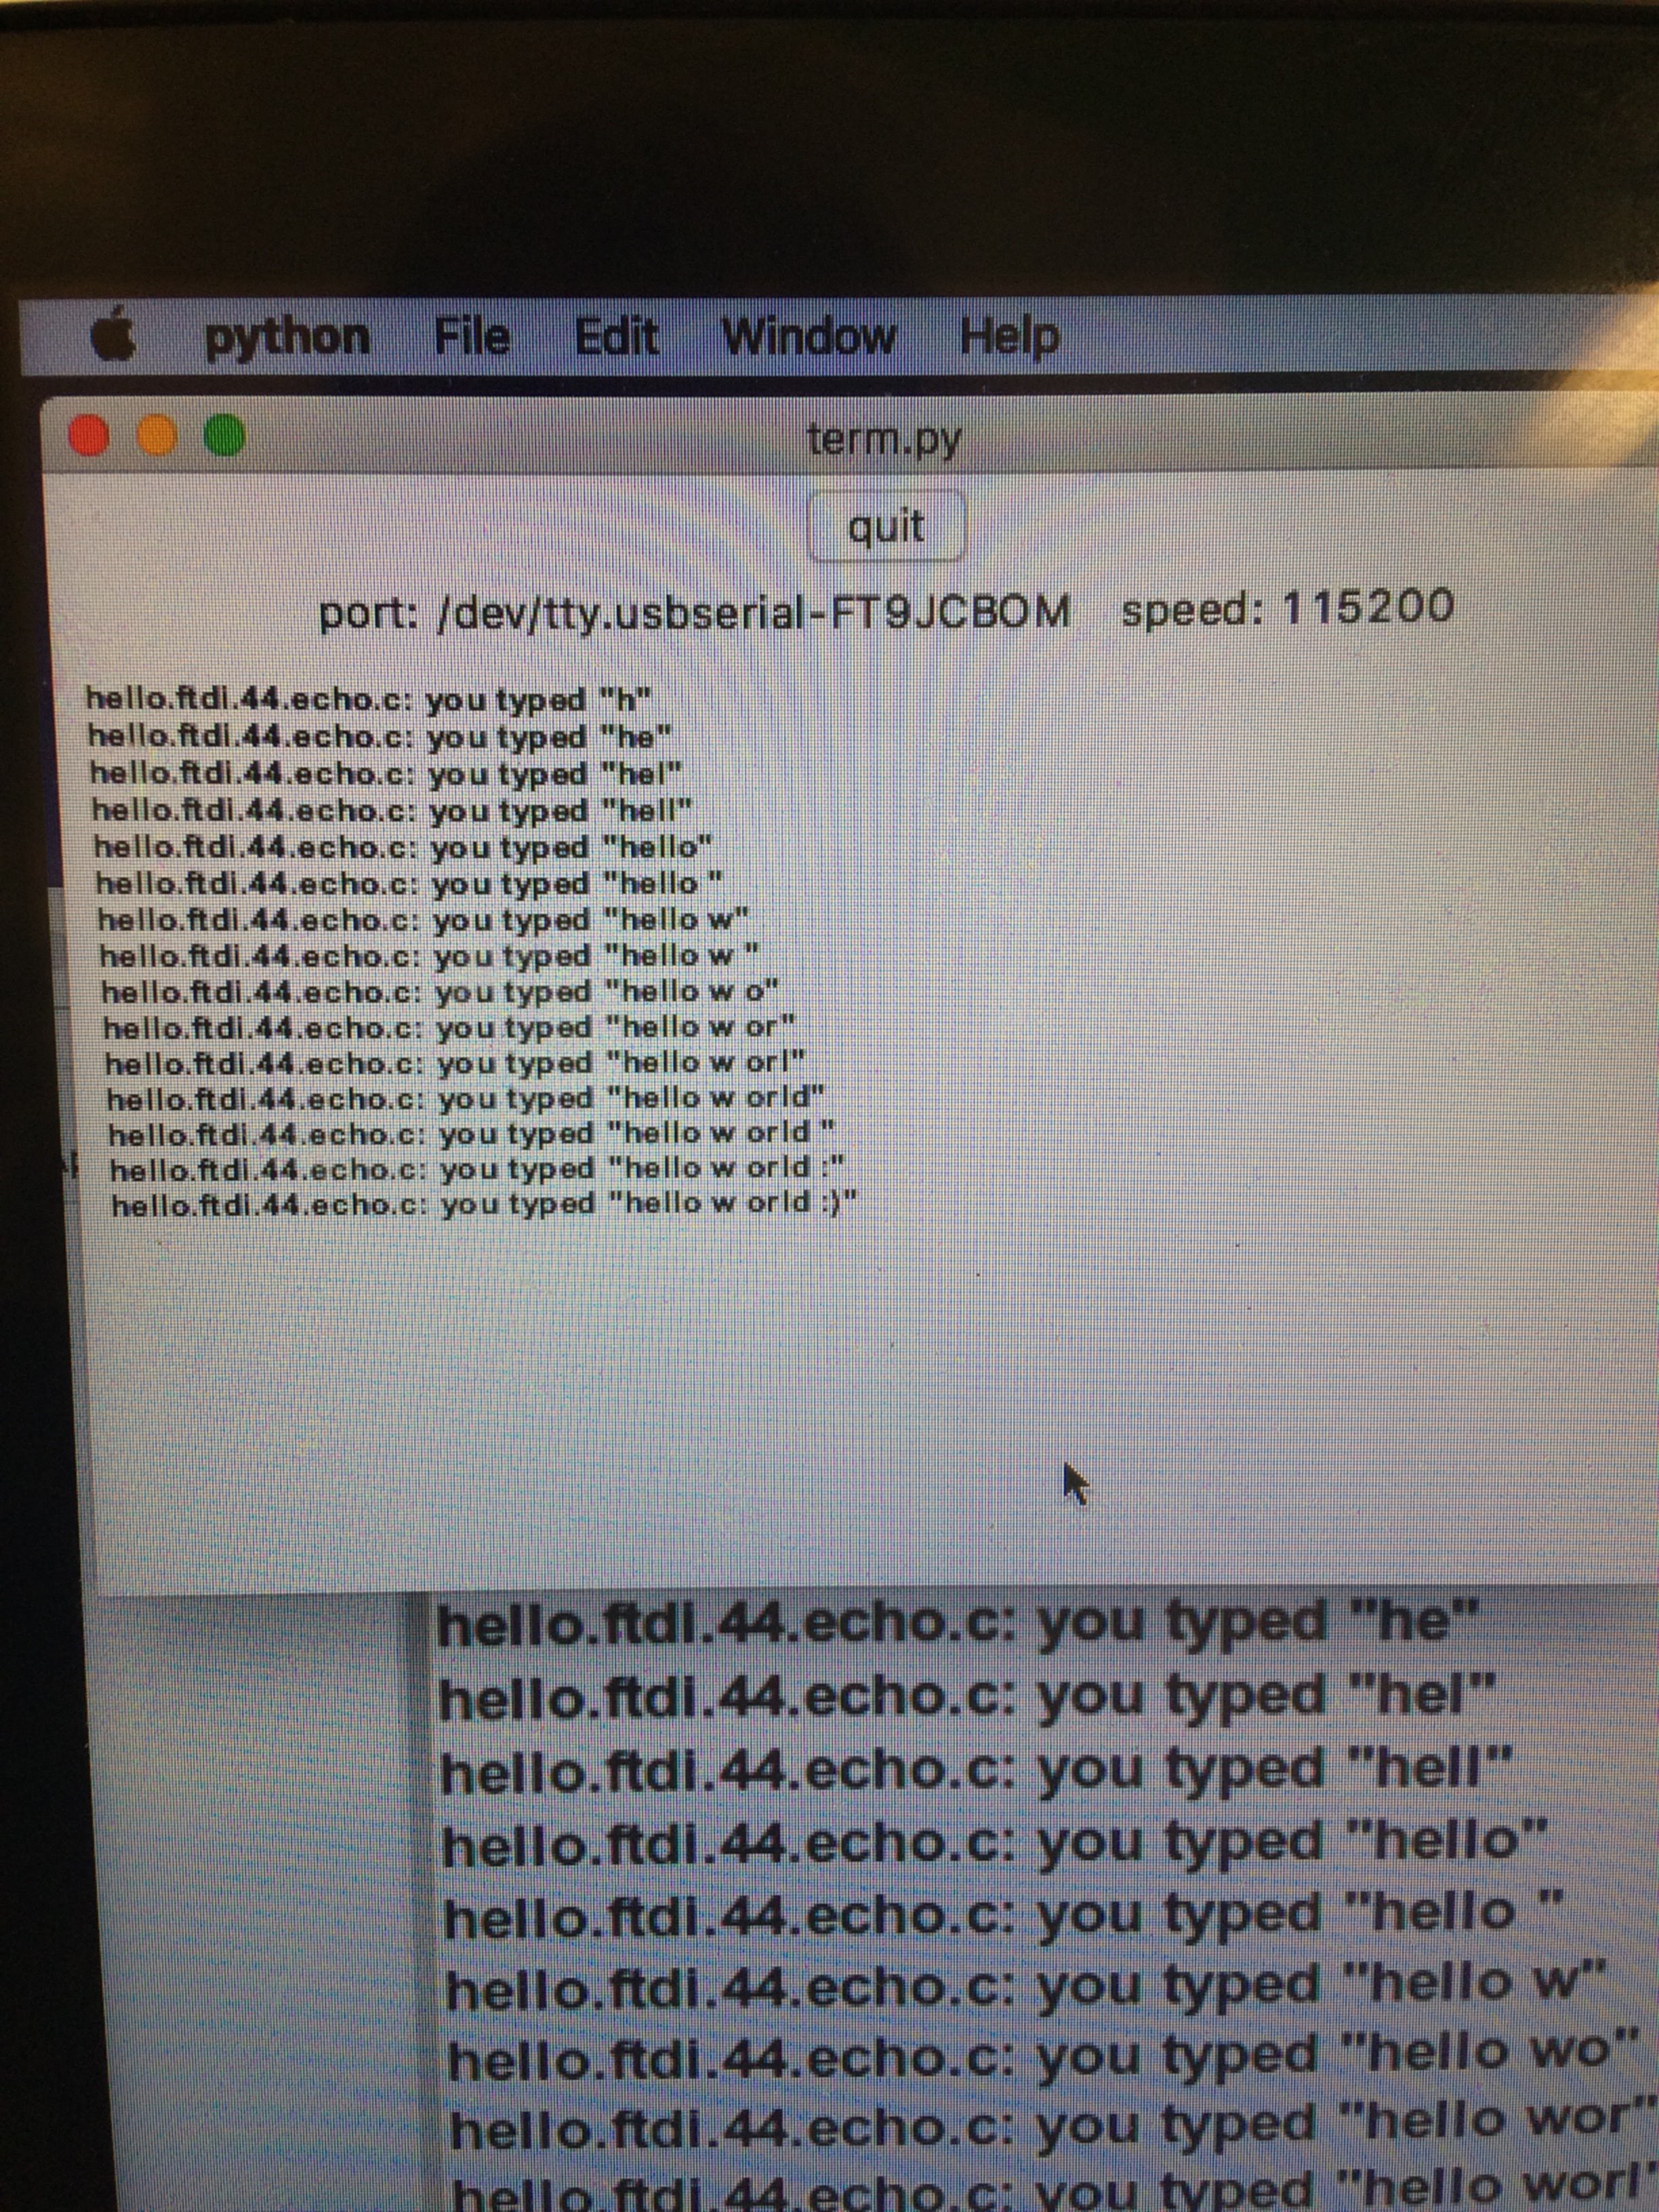 python File Edit Window Help
term.py
quit
port: /dev/tty.usbserial-FT9JCBOM speed: 115200
hello.ftdi.44.echo.c: you typed "h"
hello.ftdi.44.echo.c: you typed "he"
hello.ftdi.44.echo.c: you typed "hel"
hello.ftdi.44.echo.c: you typed "hell"
hello.ftdi.44.echo.c: you typed "hello"
hello.ftdi.44.echo.c: you typed "hello "
hello.ftdi.44.echo.c: you typed "hello w"
hello.ftdi.44.echo.c: you typed "hello w "
hello.ftdi.44.echo.c: you typed "hello w o"
hello.ftdi.44.echo.c: you typed "hello w or"
hello.ftdi.44.echo.c: you typed "hello w orl"
hello.ftdi.44.echo.c: you typed "hello w orld"
hello.ftdi.44.echo.c: you typed "hello w orld "
hello.ftdi.44.echo.c: you typed "hello w orld :"
hello.ftdi.44.echo.c: you typed "hello w orld :)"
hello.ftdi.44.echo.c: you typed "he"
hello.ftdi.44.echo.c: you typed "hel"
hello.ftdi.44.echo.c: you typed "hell"
hello.ftdi.44.echo.c: you typed "hello"
hello.ftdi.44.echo.c: you typed "hello "
hello.ftdi.44.echo.c: you typed "hello w"
hello.ftdi.44.echo.c: you typed "hello wo"
hello.ftdi.44.echo.c: you typed "hello wor"
hello.ftdi.44.echo.c: you typed "hello worl"